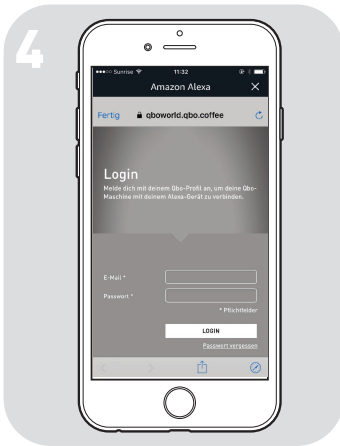 4
Sunrise 11:32
Amazon Alexa
Fertig qboworld.qbo.coffee
Login
Melde dich mit deinem Qbo-Profil an, um deine Qbo-
Maschine mit deinem Alexa-Gerät zu verbinden.
E-Mail *
Passwort *
* Pflichtfelder
LOGIN
Passwort vergessen